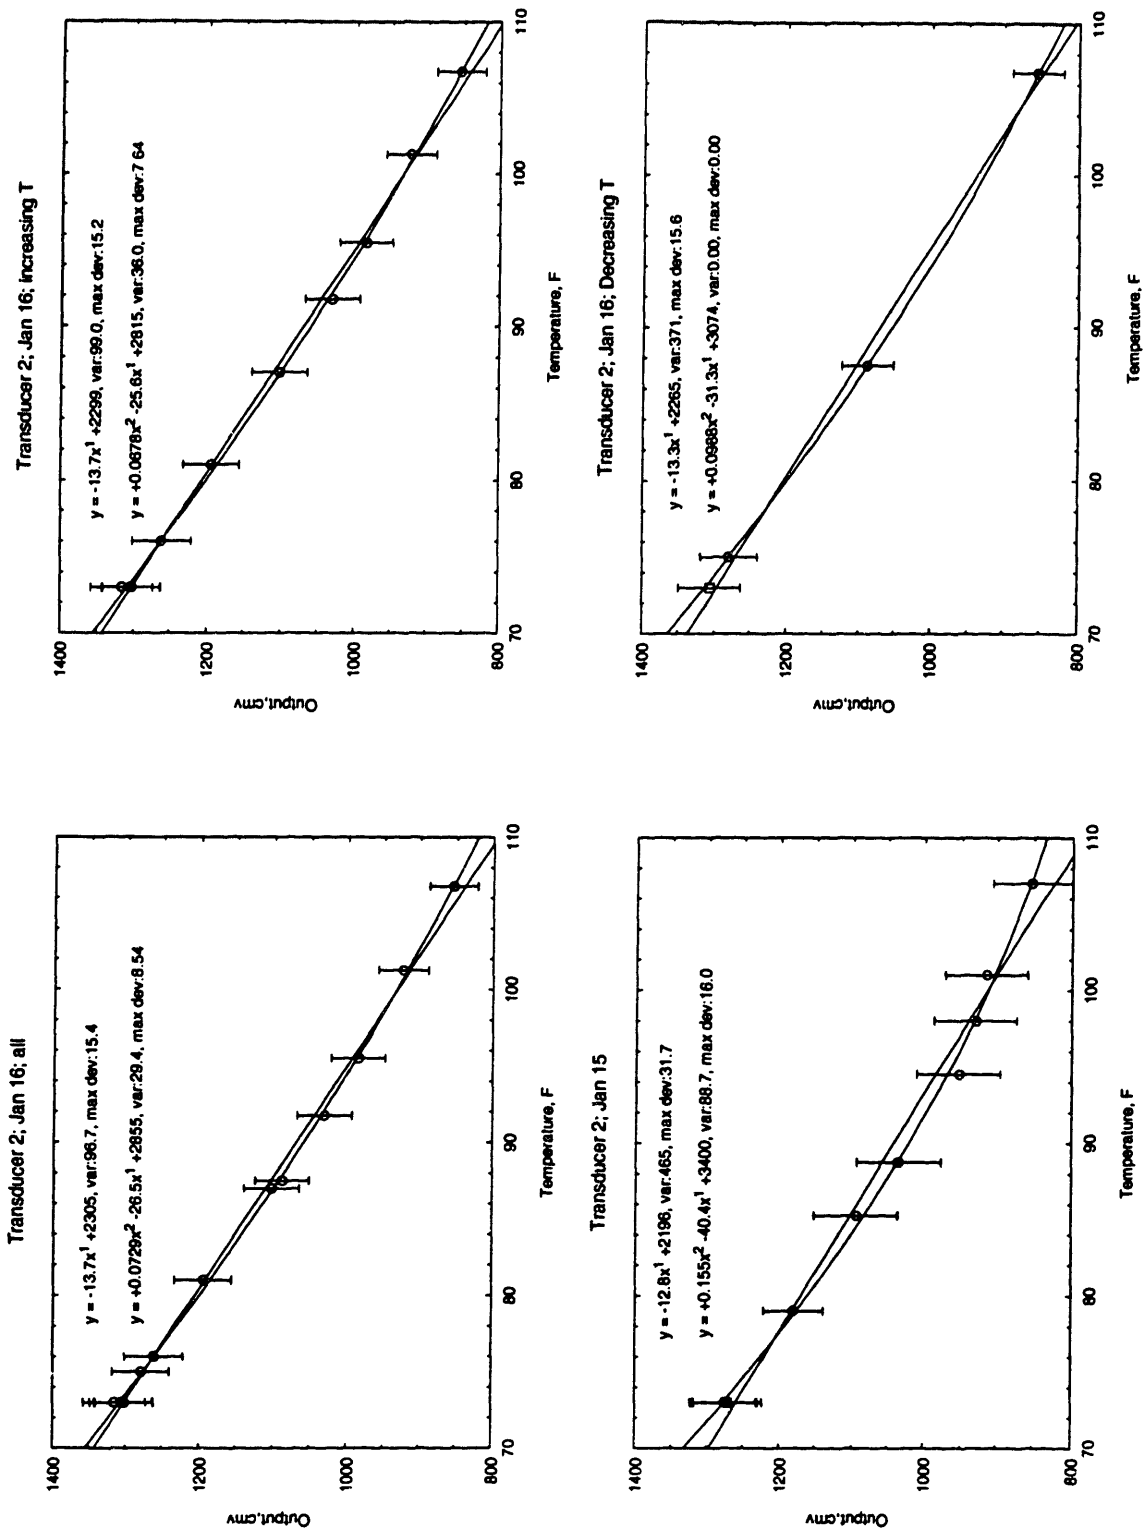 Transducer 2; Jan 16; all
y = -13.7x¹ +2305, var:96.7, max dev:15.4
y = +0.0729x² -26.5x¹ +2855, var:29.4, max dev:8.54
1400
1200
1000
800
Output,cmv
70
80
90
100
110
Temperature, F
Transducer 2; Jan 16; increasing T
y = -13.7x¹ +2299, var:99.0, max dev:15.2
y = +0.0678x² -25.6x¹ +2815, var:36.0, max dev:7 64
1400
1200
1000
800
Output,cmv
70
80
90
100
110
Temperature, F
Transducer 2; Jan 15
y = -12.8x¹ +2196, var:465, max dev:31.7
y = +0.155x² -40.4x¹ +3400, var:88.7, max dev:16.0
1400
1200
1000
800
Output,cmv
70
80
90
100
110
Temperature, F
Transducer 2; Jan 16; Decreasing T
y = -13.3x¹ +2265, var:371, max dev:15.6
y = +0.0968x² -31.3x¹ +3074, var:0.00, max dev:0.00
1400
1200
1000
800
Output,cmv
70
80
90
100
110
Temperature, F